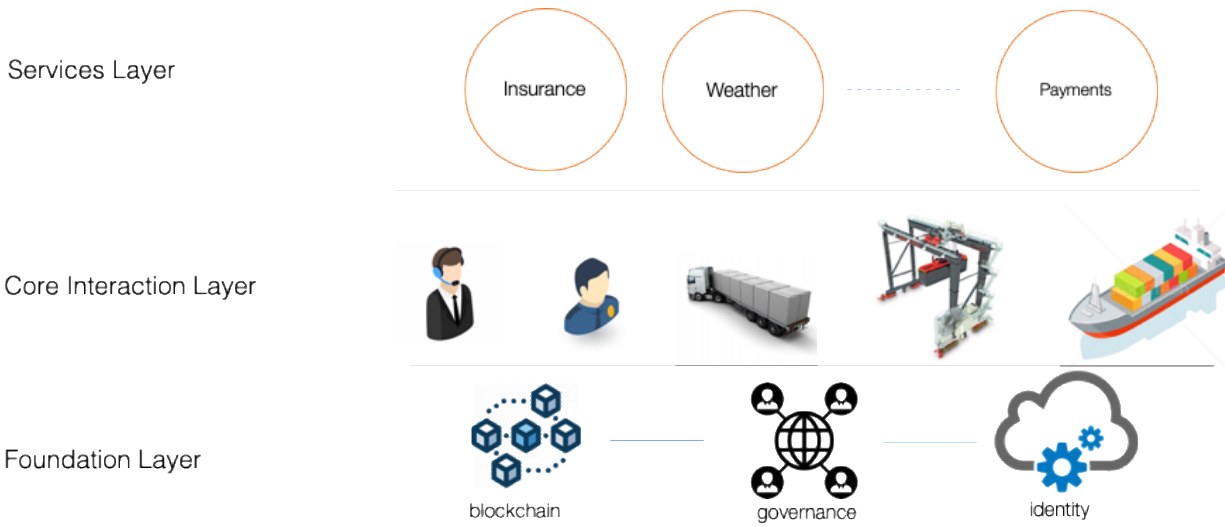 Services Layer
Insurance
Weather
Payments
Core Interaction Layer
Foundation Layer
blockchain
governance
identity